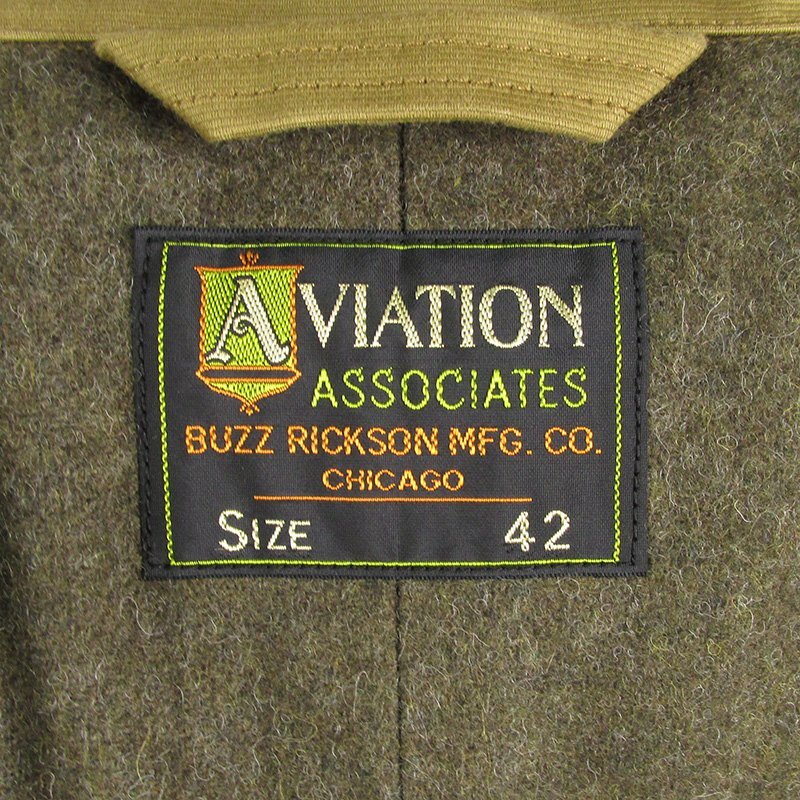 AVIATION
ASSOCIATES
BUZZ RICKSON MFG. CO.
CHICAGO
SIZE 42